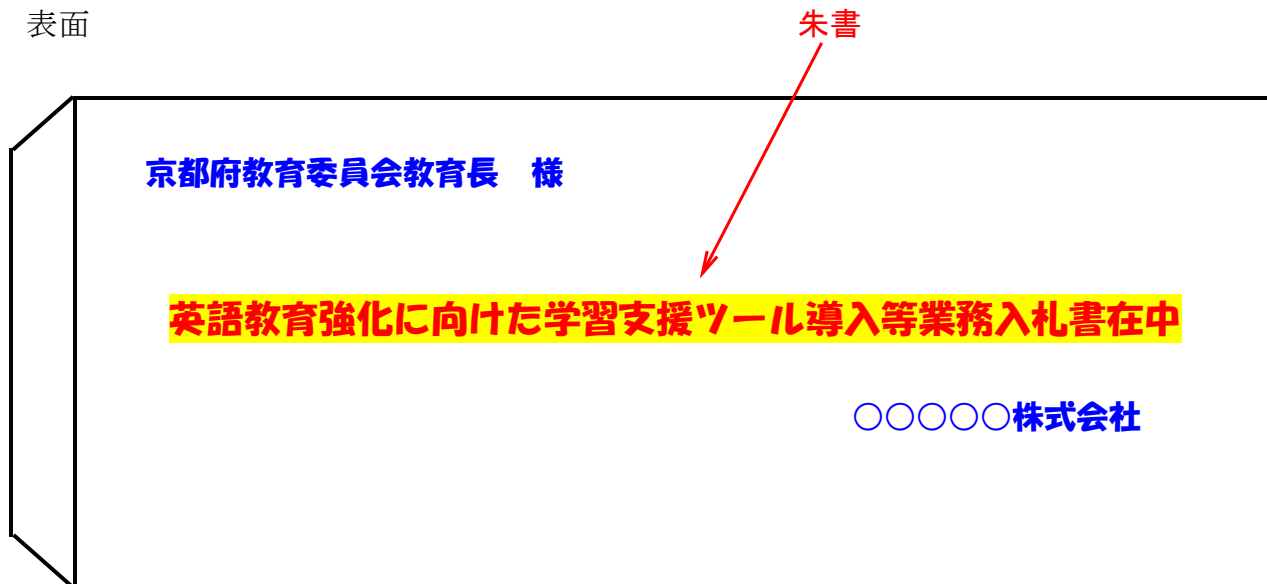 表面
朱書
京都府教育委員会教育長　様
英語教育強化に向けた学習支援ツール導入等業務入札書在中
○○○○○株式会社